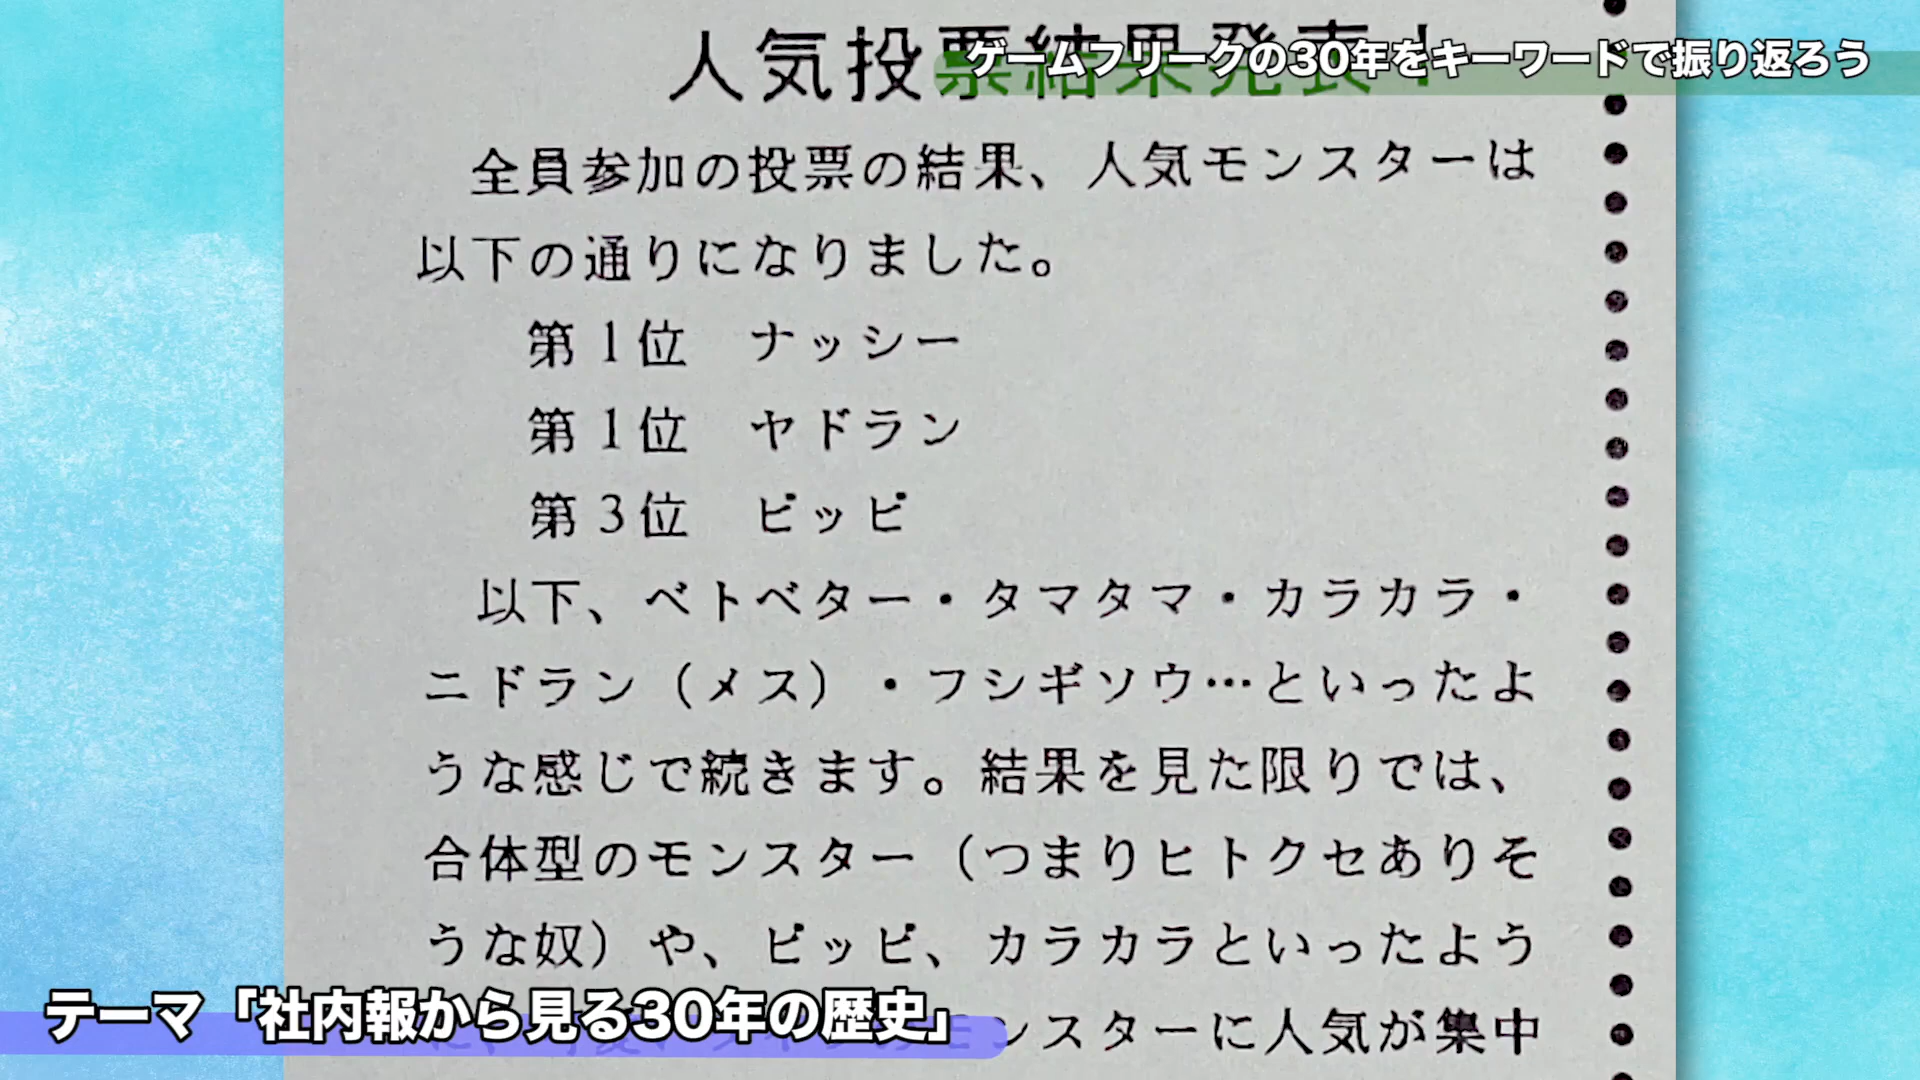 人気投票結果発表！
ゲームフリークの30年をキーワードで振り返ろう
全員参加の投票の結果、人気モンスターは
以下の通りになりました。
第1位　ナッシー
第1位　ヤドラン
第3位　ピッピ
以下、ベトベター・タマタマ・カラカラ・
ニドラン（メス）・フシギソウ…といったよ
うな感じで続きます。結果を見た限りでは、
合体型のモンスター（つまりヒトクセありそ
うな奴）や、ピッピ、カラカラといったよう
モンスターに人気が集中
テーマ「社内報から見る30年の歴史」